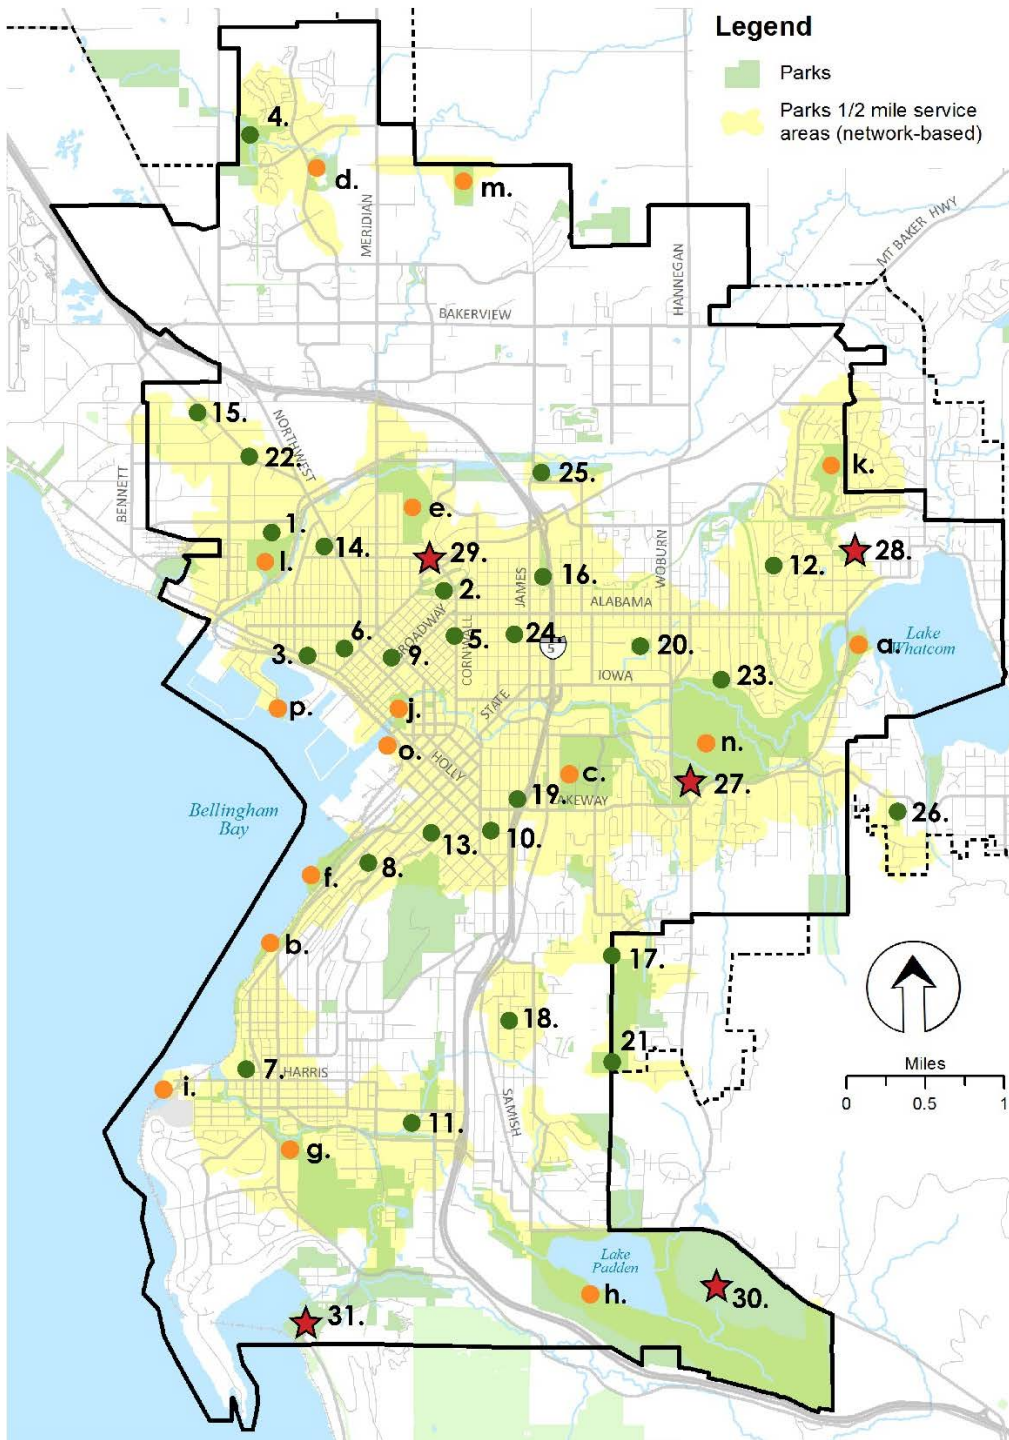 Legend
Parks
Parks 1/2 mile service
areas (network-based)
4.
d.
m.
MERIDIAN
HANNEGAN
MT BAKER HWY
BAKERVIEW
15.
NORTHWEST
22.
BENNETT
25.
k.
e.
1.
14.
29.
l.
WOBURN
28.
12.
16.
JAMES
2.
ALABAMA
BROADWAY
CORNWALL
6.
5.
24.
3.
9.
5
20.
a.
Lake
Whatcom
IOWA
23.
STATE
p.
j.
o.
HOLLY
n.
c.
27.
Bellingham
Bay
19.
LAKEWAY
26.
13.
10.
8.
f.
b.
17.
18.
21.
Miles
0 0.5 1
7.
HARRIS
i.
SAMISH
11.
g.
Lake
Padden
h.
30.
31.